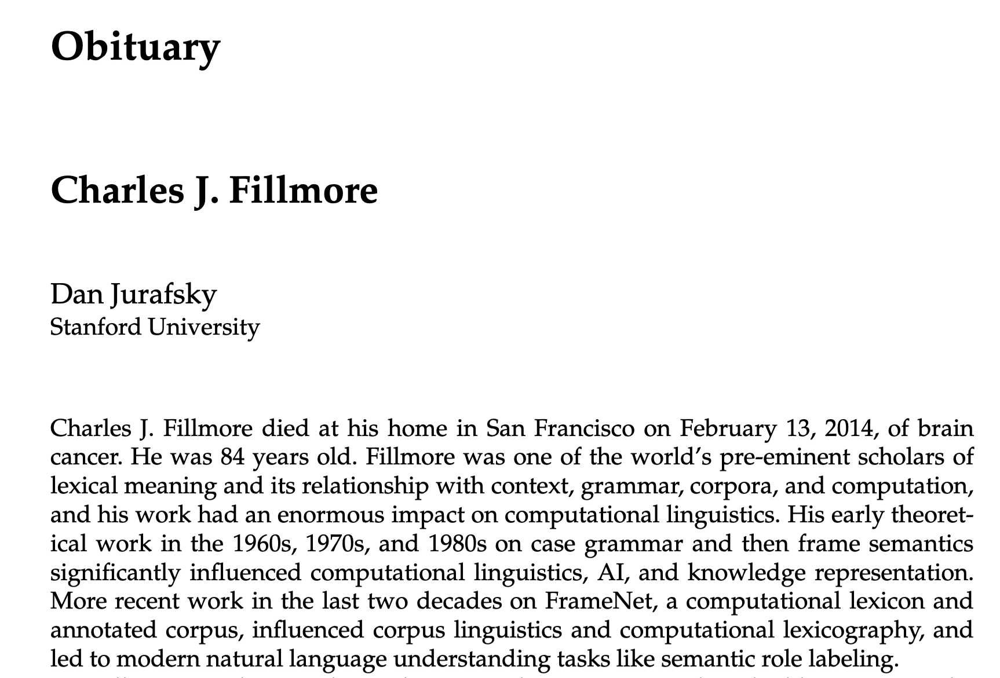 Obituary
Charles J. Fillmore
Dan Jurafsky
Stanford University
Charles J. Fillmore died at his home in San Francisco on February 13, 2014, of brain
cancer. He was 84 years old. Fillmore was one of the world's pre-eminent scholars of
lexical meaning and its relationship with context, grammar, corpora, and computation,
and his work had an enormous impact on computational linguistics. His early theoret-
ical work in the 1960s, 1970s, and 1980s on case grammar and then frame semantics
significantly influenced computational linguistics, AI, and knowledge representation.
More recent work in the last two decades on FrameNet, a computational lexicon and
annotated corpus, influenced corpus linguistics and computational lexicography, and
led to modern natural language understanding tasks like semantic role labeling.